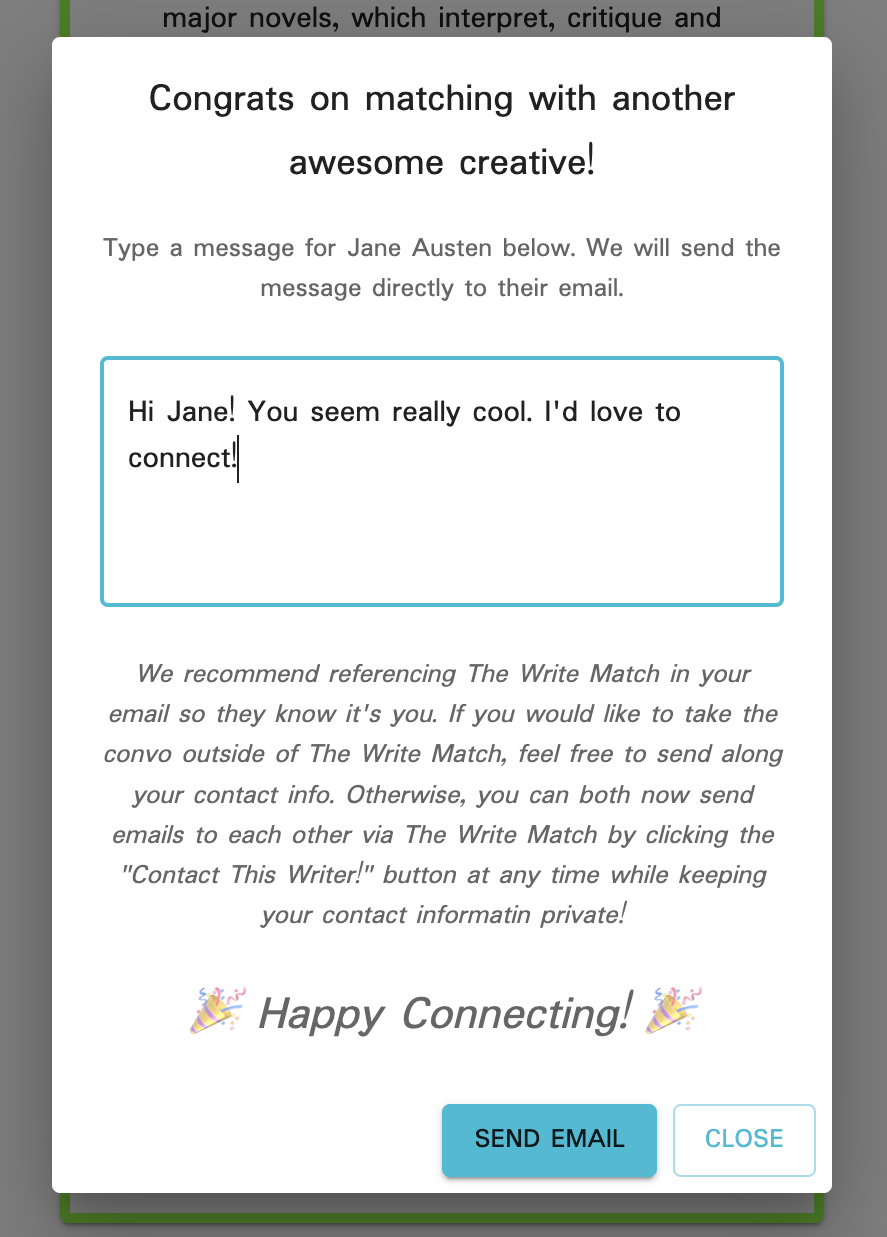 major novels, which interpret, critique and
Congrats on matching with another
awesome creative!
Type a message for Jane Austen below. We will send the
message directly to their email.
Hi Jane! You seem really cool. I'd love to
connect!
We recommend referencing The Write Match in your
email so they know it's you. If you would like to take the
convo outside of The Write Match, feel free to send along
your contact info. Otherwise, you can both now send
emails to each other via The Write Match by clicking the
"Contact This Writer!" button at any time while keeping
your contact informatin private!
🎉 Happy Connecting! 🎉
SEND EMAIL CLOSE